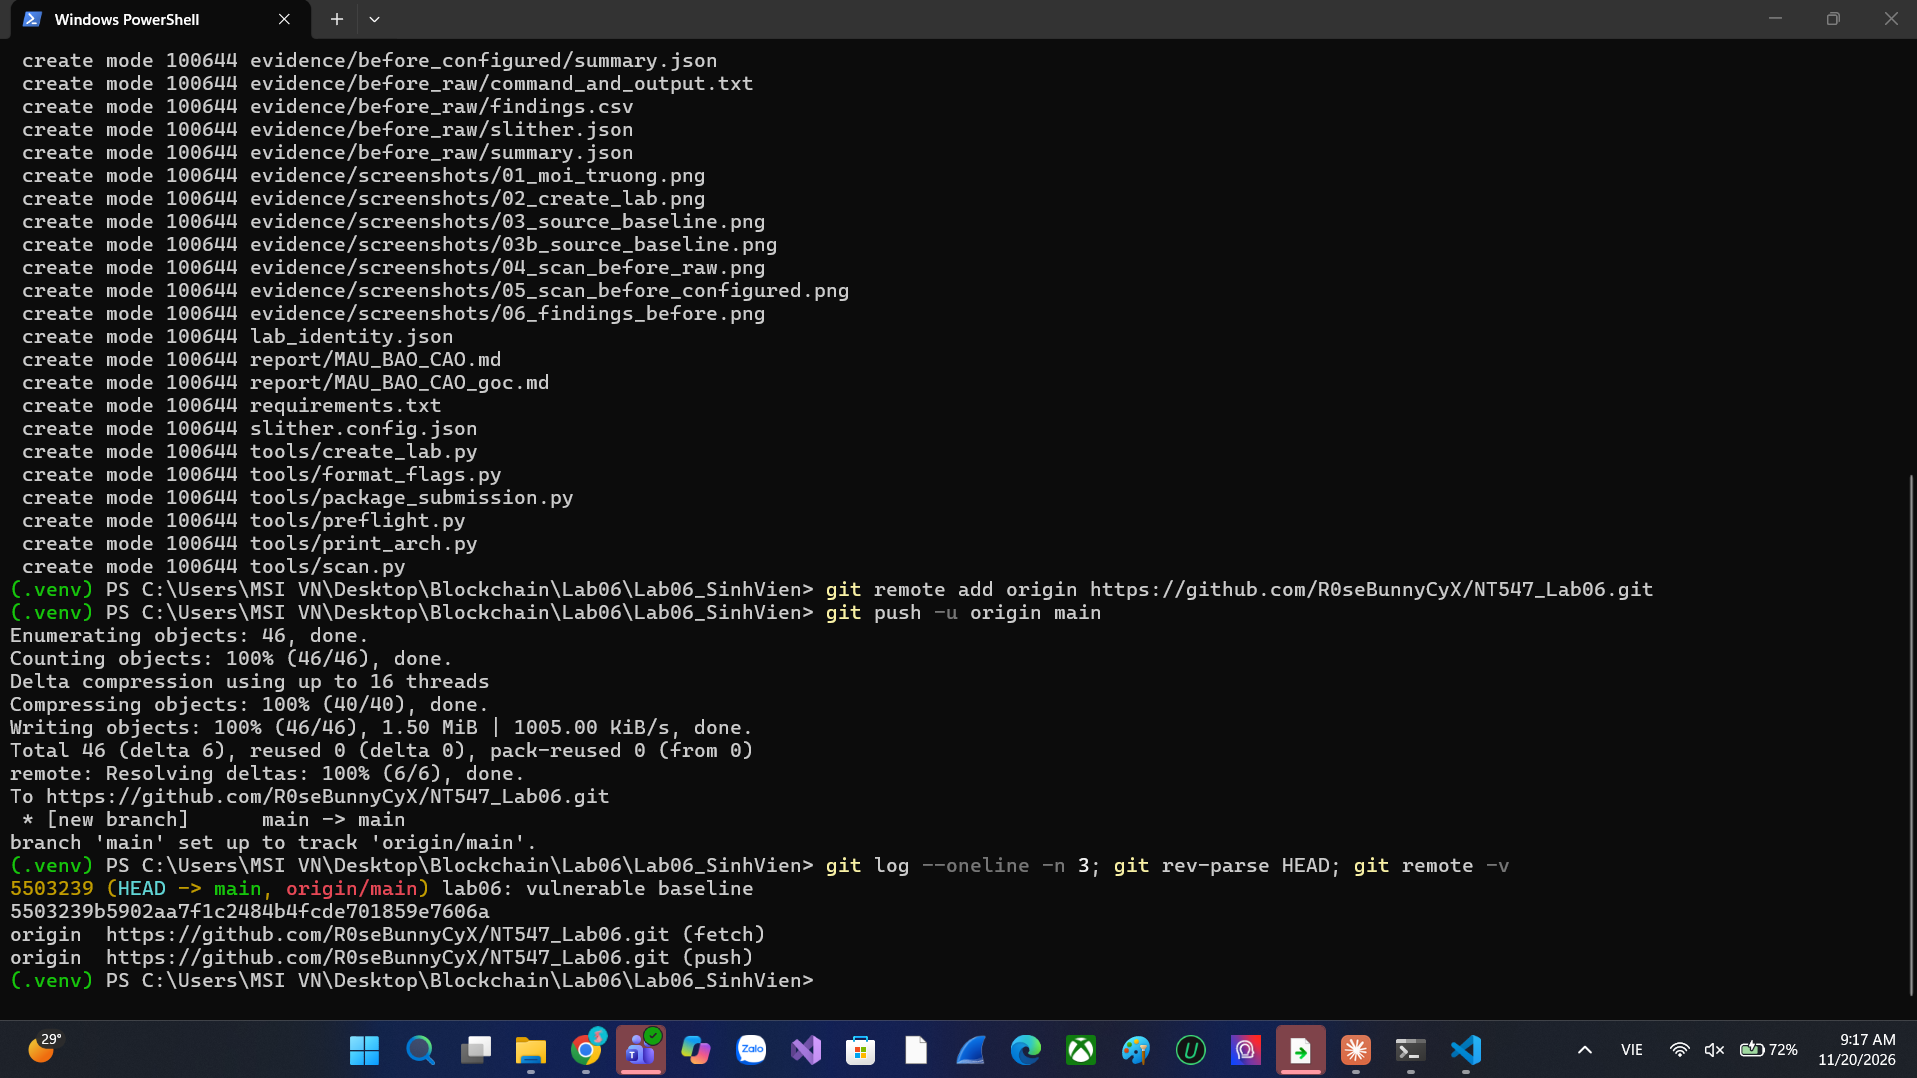 Windows PowerShell
create mode 100644 evidence/before_configured/summary.json
create mode 100644 evidence/before_raw/command_and_output.txt
create mode 100644 evidence/before_raw/findings.csv
create mode 100644 evidence/before_raw/slither.json
create mode 100644 evidence/before_raw/summary.json
create mode 100644 evidence/screenshots/01_moi_truong.png
create mode 100644 evidence/screenshots/02_create_lab.png
create mode 100644 evidence/screenshots/03_source_baseline.png
create mode 100644 evidence/screenshots/03b_source_baseline.png
create mode 100644 evidence/screenshots/04_scan_before_raw.png
create mode 100644 evidence/screenshots/05_scan_before_configured.png
create mode 100644 evidence/screenshots/06_findings_before.png
create mode 100644 lab_identity.json
create mode 100644 report/MAU_BAO_CAO.md
create mode 100644 report/MAU_BAO_CAO_goc.md
create mode 100644 requirements.txt
create mode 100644 slither.config.json
create mode 100644 tools/create_lab.py
create mode 100644 tools/format_flags.py
create mode 100644 tools/package_submission.py
create mode 100644 tools/preflight.py
create mode 100644 tools/print_arch.py
create mode 100644 tools/scan.py
(.venv) PS C:\Users\MSI VN\Desktop\Blockchain\Lab06\Lab06_SinhVien> git remote add origin https://github.com/R0seBunnyCyX/NT547_Lab06.git
(.venv) PS C:\Users\MSI VN\Desktop\Blockchain\Lab06\Lab06_SinhVien> git push -u origin main
Enumerating objects: 46, done.
Counting objects: 100% (46/46), done.
Delta compression using up to 16 threads
Compressing objects: 100% (40/40), done.
Writing objects: 100% (46/46), 1.50 MiB | 1005.00 KiB/s, done.
Total 46 (delta 6), reused 0 (delta 0), pack-reused 0 (from 0)
remote: Resolving deltas: 100% (6/6), done.
To https://github.com/R0seBunnyCyX/NT547_Lab06.git
* [new branch]      main -> main
branch 'main' set up to track 'origin/main'.
(.venv) PS C:\Users\MSI VN\Desktop\Blockchain\Lab06\Lab06_SinhVien> git log --oneline -n 3; git rev-parse HEAD; git remote -v
5503239 (HEAD -> main, origin/main) lab06: vulnerable baseline
5503239b5902aa7f1c2484b4fcde701859e7606a
origin  https://github.com/R0seBunnyCyX/NT547_Lab06.git (fetch)
origin  https://github.com/R0seBunnyCyX/NT547_Lab06.git (push)
(.venv) PS C:\Users\MSI VN\Desktop\Blockchain\Lab06\Lab06_SinhVien>
29°
Zalo
VIE
72%
9:17 AM
11/20/2026